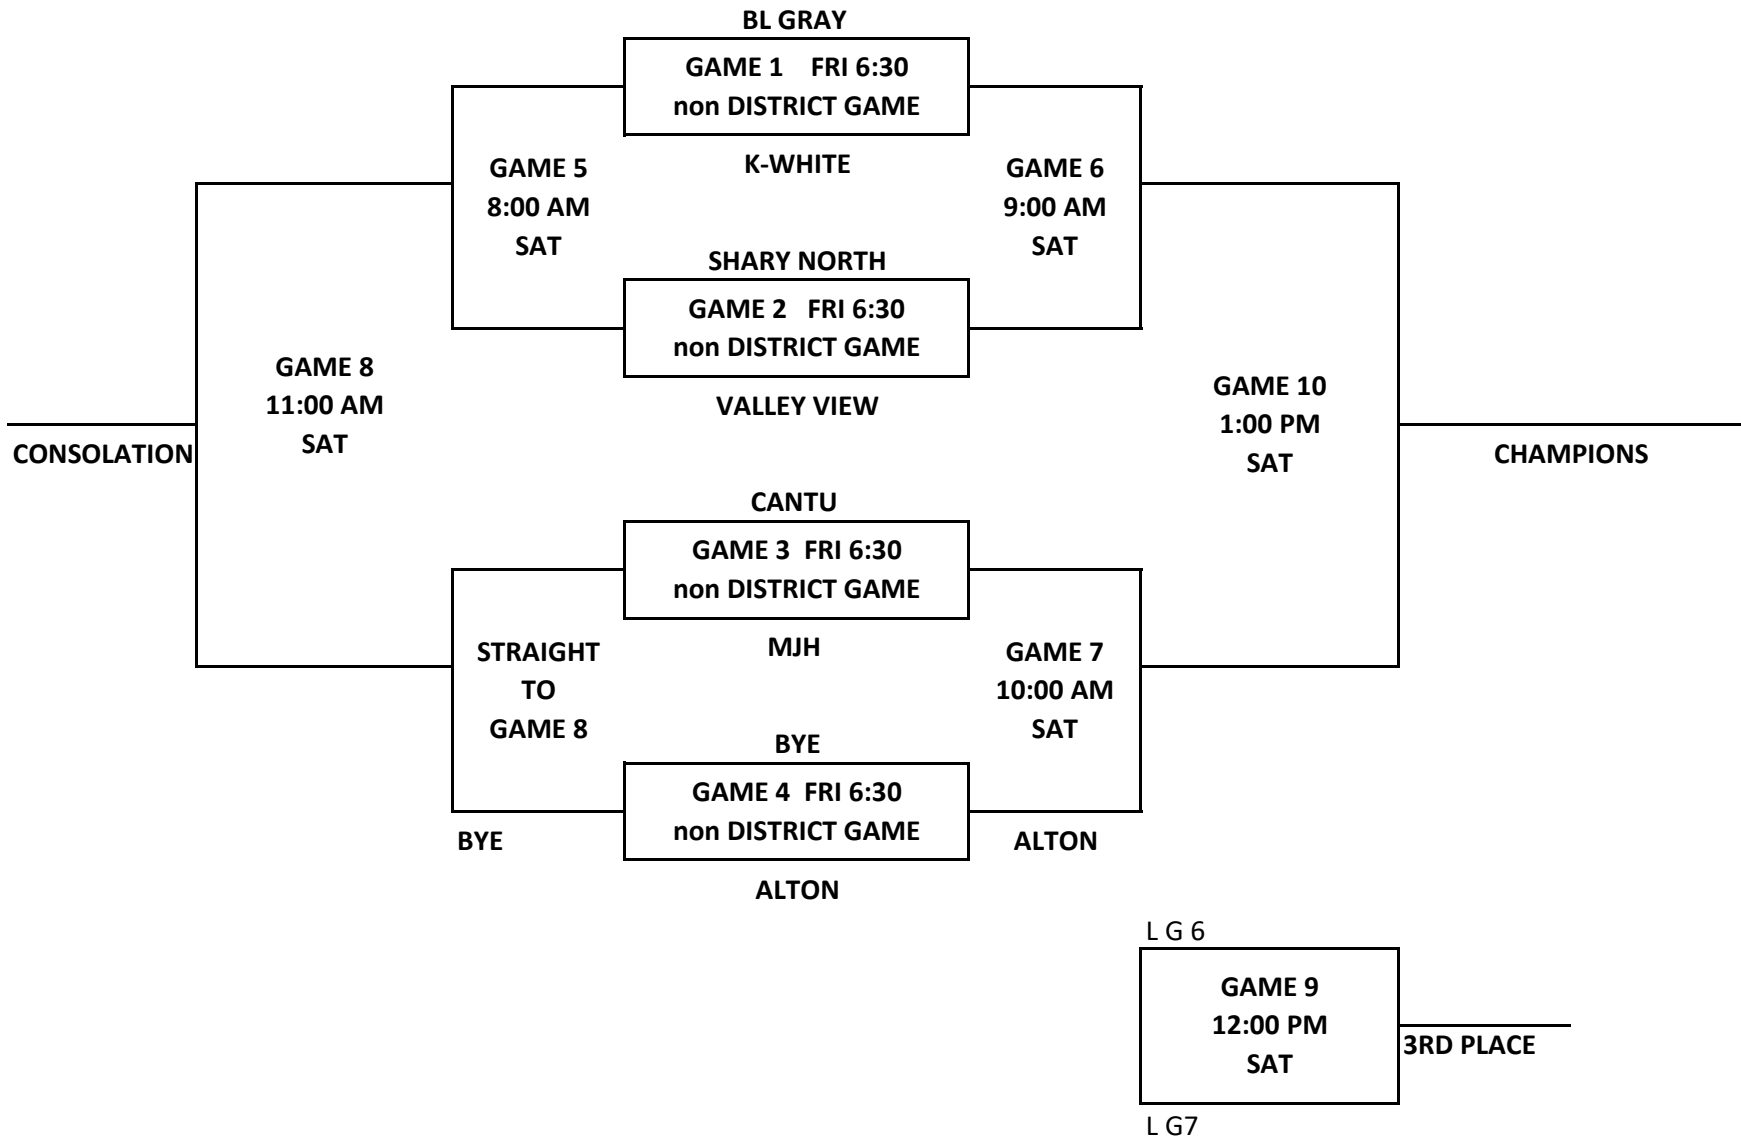 BL GRAY
GAME 1 FRI 6:30
non DISTRICT GAME
K-WHITE
GAME 5
8:00 AM
SAT
GAME 6
9:00 AM
SAT
SHARY NORTH
GAME 2 FRI 6:30
non DISTRICT GAME
VALLEY VIEW
GAME 8
11:00 AM
SAT
GAME 10
1:00 PM
SAT
CONSOLATION
CHAMPIONS
CANTU
GAME 3 FRI 6:30
non DISTRICT GAME
MJH
STRAIGHT
TO
GAME 8
GAME 7
10:00 AM
SAT
BYE
GAME 4 FRI 6:30
non DISTRICT GAME
BYE
ALTON
ALTON
L G 6
GAME 9
12:00 PM
SAT
3RD PLACE
L G7